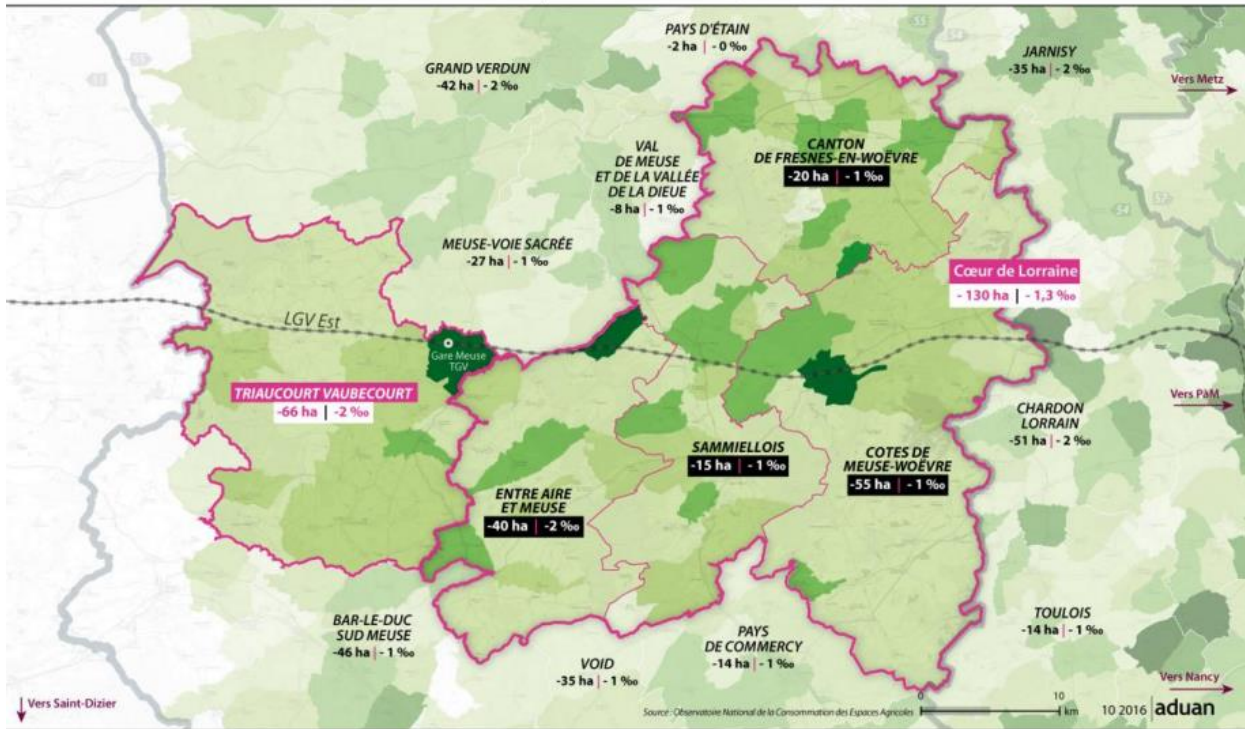 PAYS D'ÉTAIN
-2 ha | - 0 ‰
JARNISY
-35 ha | - 2 ‰
Vers Metz
GRAND VERDUN
-42 ha | - 2 ‰
VAL
DE MEUSE
ET DE LA VALLÉE
DE LA DIEUE
-8 ha | - 1 ‰
CANTON
DE FRESNES-EN-WOËVRE
-20 ha | - 1 ‰
MEUSE-VOIE SACRÉE
-27 ha | - 1 ‰
Cœur de Lorraine
- 130 ha | - 1,3 ‰
LGV Est
Gare Meuse
TGV
TRIAUCOURT VAUBECOURT
-66 ha | -2 ‰
Vers PàM
CHARDON
LORRAIN
-51 ha | - 2 ‰
SAMMIELLOIS
-15 ha | - 1 ‰
COTES DE
MEUSE-WOËVRE
-55 ha | - 1 ‰
ENTRE AIRE
ET MEUSE
-40 ha | -2 ‰
BAR-LE-DUC
SUD MEUSE
-46 ha | - 1 ‰
VOID
-35 ha | - 1 ‰
PAYS
DE COMMERCY
-14 ha | - 1 ‰
TOULOIS
-14 ha | - 1 ‰
Vers Nancy
Vers Saint-Dizier
0 10
km
Source : Observatoire National de la Consommation des Espaces Agricoles
10 2016 | aduan